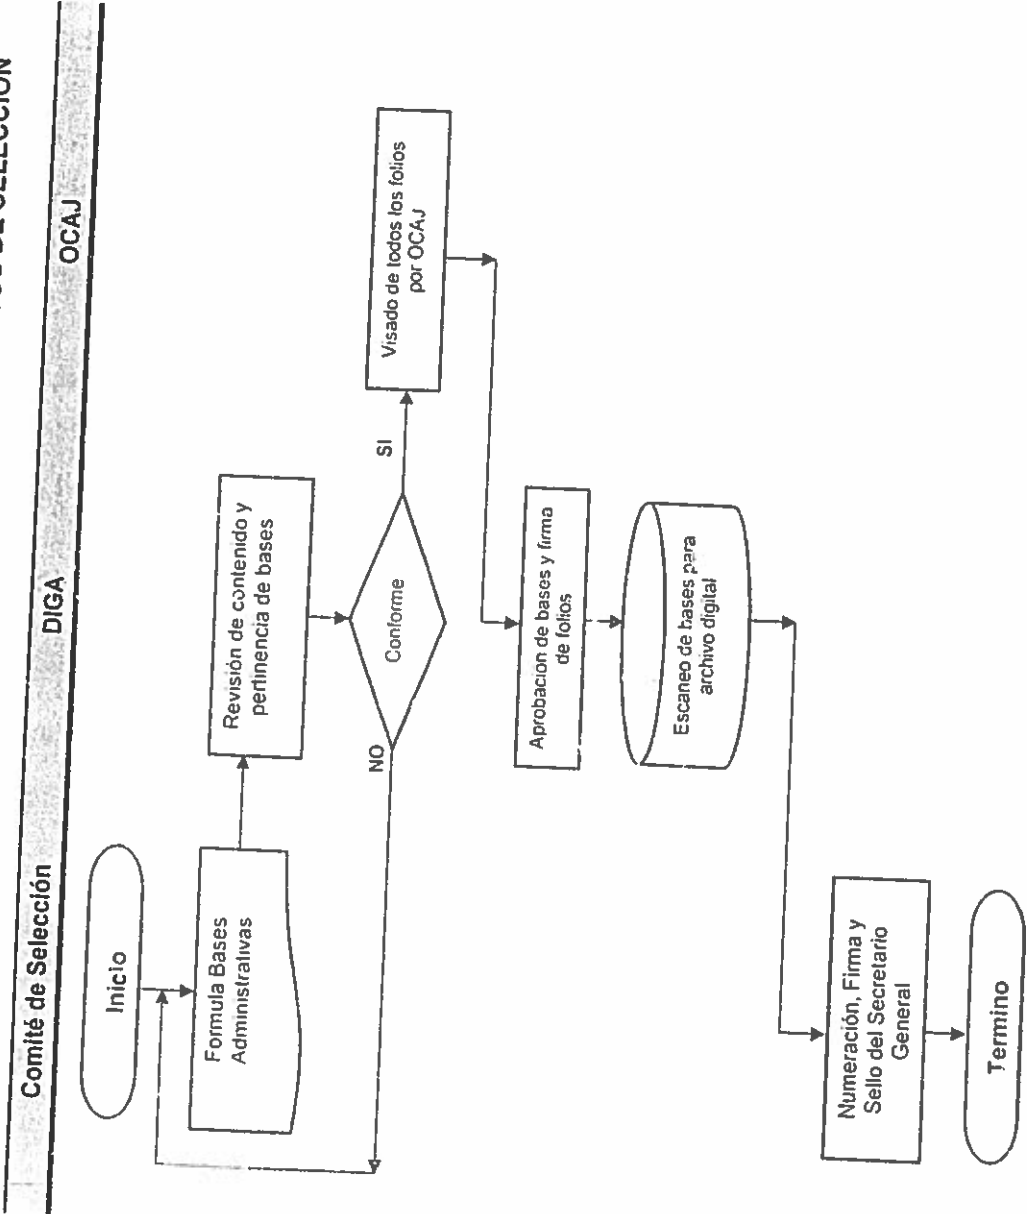 DE SELECCIÓN
Comité de Selección
DIGA
OCAJ
Inicio
Formula Bases
Administrativas
Revisión de contenido y
pertinencia de bases
Conforme
NO
SI
Visado de todos los folios
por OCAJ
Aprobacion de bases y firma
de folios
Escaneo de bases para
archivo digital
Numeración, Firma y
Sello del Secretario
General
Termino